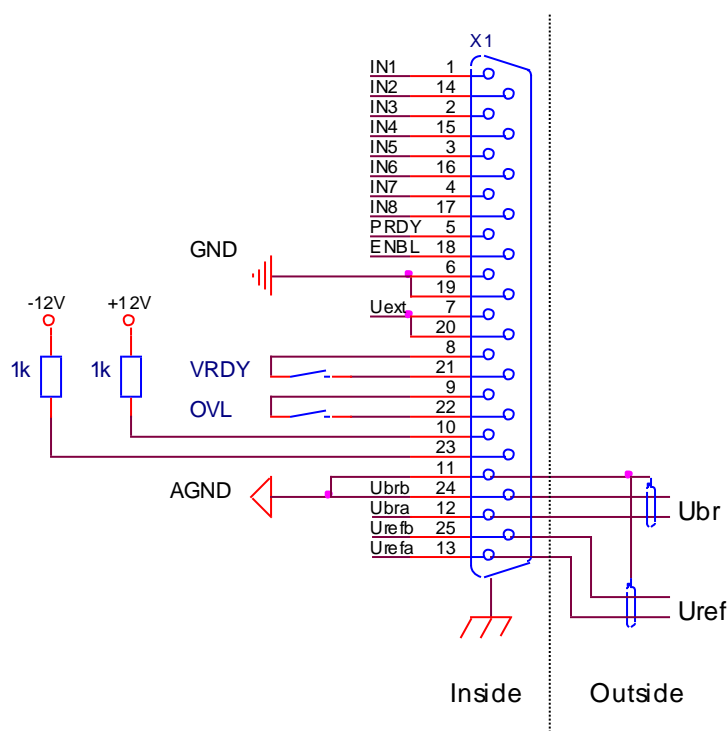 X1
IN1 1
IN2 14
IN3 2
IN4 15
IN5 3
IN6 16
IN7 4
IN8 17
PRDY 5
ENBL 18
GND 6
19
-12V +12V Uext 7
20
8
1k 1k VRDY 21
9
OVL 22
10
23
11
AGND Ubrb 24
Ubra 12 Ubr
Urefb 25
Urefa 13
Uref
Inside Outside